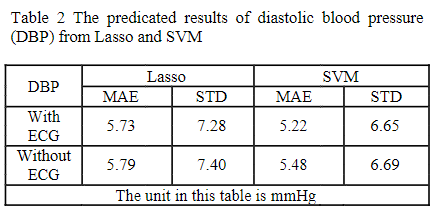 Table 2 The predicated results of diastolic blood pressure
(DBP) from Lasso and SVM
DBP Lasso SVM
MAE STD MAE STD
With ECG 5.73 7.28 5.22 6.65
Without ECG 5.79 7.40 5.48 6.69
The unit in this table is mmHg